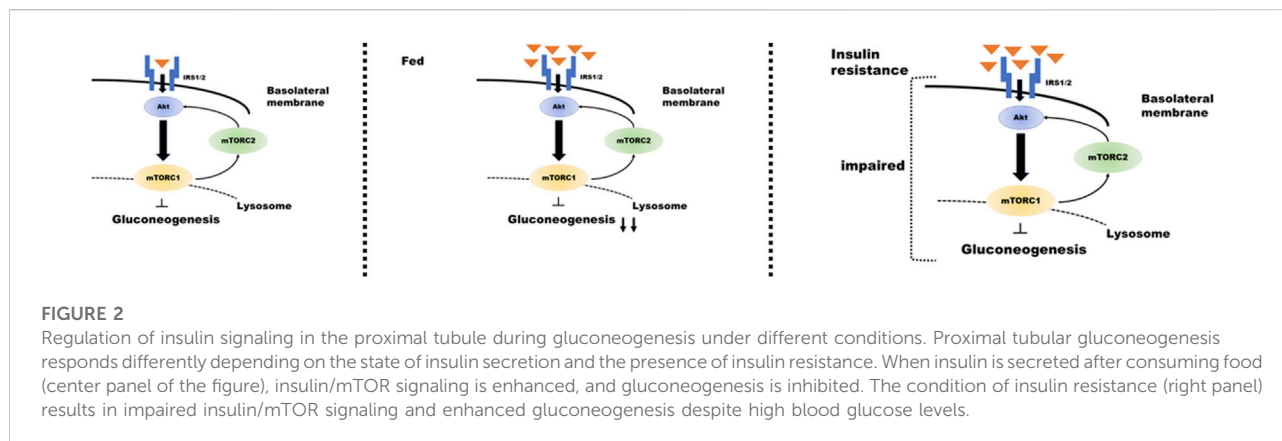 IRS1/2
Basolateral
membrane
Akt
mTORC2
mTORC1
Lysosome
Gluconeogenesis
Fed
IRS1/2
Basolateral
membrane
Akt
mTORC2
mTORC1
Lysosome
Gluconeogenesis
Insulin
resistance
IRS1/2
Basolateral
membrane
Akt
impaired
mTORC2
mTORC1
Lysosome
Gluconeogenesis
FIGURE 2
Regulation of insulin signaling in the proximal tubule during gluconeogenesis under different conditions. Proximal tubular gluconeogenesis
responds differently depending on the state of insulin secretion and the presence of insulin resistance. When insulin is secreted after consuming food
(center panel of the figure), insulin/mTOR signaling is enhanced, and gluconeogenesis is inhibited. The condition of insulin resistance (right panel)
results in impaired insulin/mTOR signaling and enhanced gluconeogenesis despite high blood glucose levels.